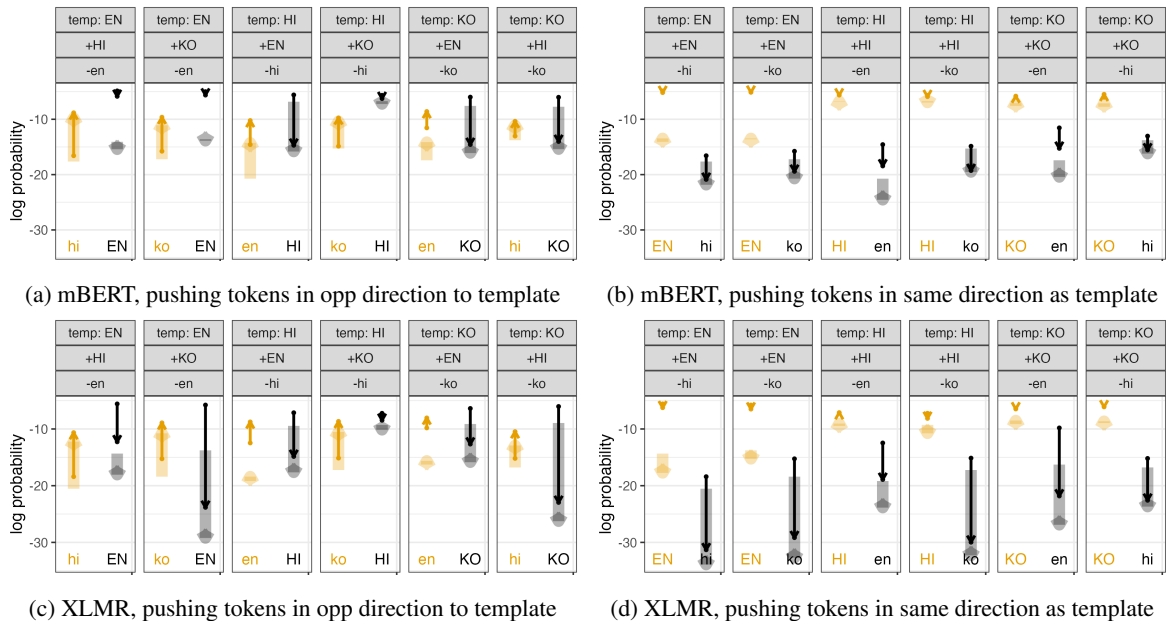 temp: EN temp: EN temp: HI temp: HI temp: KO temp: KO
+HI +KO +EN +KO +EN +HI
-en -en -hi -hi -ko -ko
log probability
-10
-20
-30
hi EN ko EN en HI ko HI en KO hi KO
(a) mBERT, pushing tokens in opp direction to template
temp: EN temp: EN temp: HI temp: HI temp: KO temp: KO
+EN +EN +HI +HI +KO +KO
-hi -ko -en -ko -en -hi
log probability
-10
-20
-30
EN hi EN ko HI en HI ko KO en KO hi
(b) mBERT, pushing tokens in same direction as template
temp: EN temp: EN temp: HI temp: HI temp: KO temp: KO
+HI +KO +EN +KO +EN +HI
-en -en -hi -hi -ko -ko
log probability
-10
-20
-30
hi EN ko EN en HI ko HI en KO hi KO
(c) XLMR, pushing tokens in opp direction to template
temp: EN temp: EN temp: HI temp: HI temp: KO temp: KO
+EN +EN +HI +HI +KO +KO
-hi -ko -en -ko -en -hi
log probability
-10
-20
-30
EN hi EN ko HI en HI ko KO en KO hi
(d) XLMR, pushing tokens in same direction as template